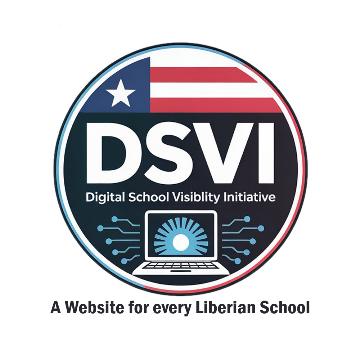 DSVI
Digital School Visiblity Initiative
A Website for every Liberian School